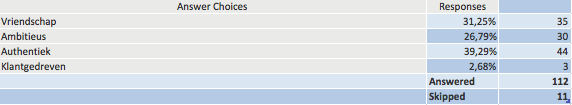 Answer Choices Responses
Vriendschap 31,25% 35
Ambitieus 26,79% 30
Authentiek 39,29% 44
Klantgedreven 2,68% 3
Answered 112
Skipped 11